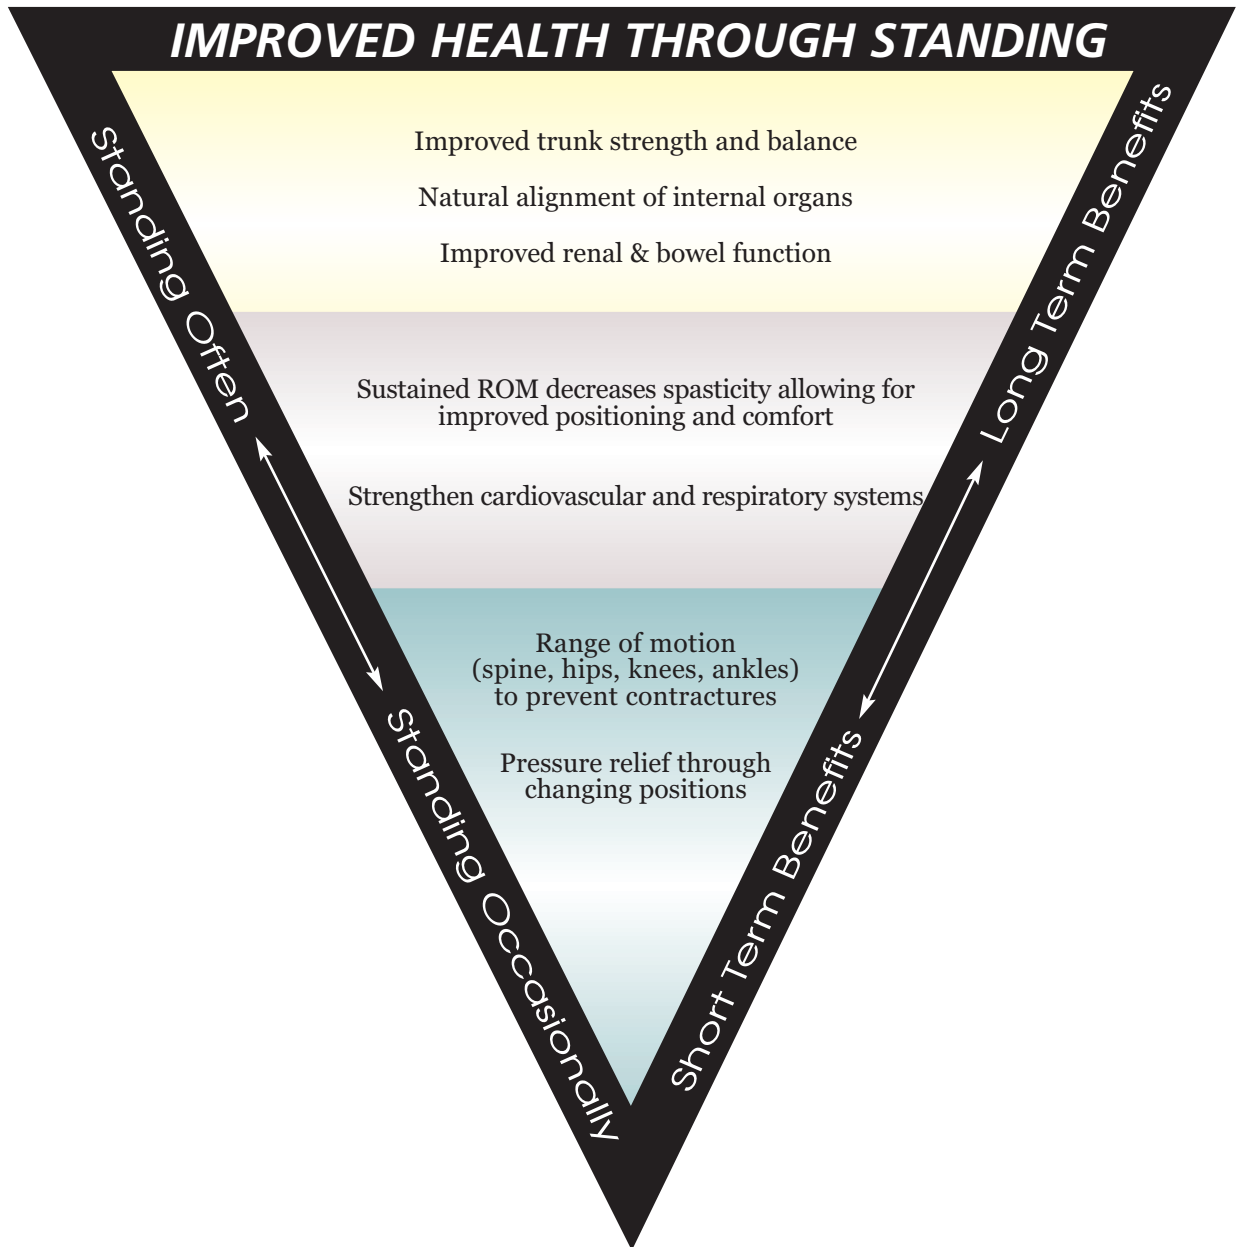 IMPROVED HEALTH THROUGH STANDING
Standing Often
Long Term Benefits
Improved trunk strength and balance
Natural alignment of internal organs
Improved renal & bowel function
Sustained ROM decreases spasticity allowing for
improved positioning and comfort
Strengthen cardiovascular and respiratory systems
Range of motion
(spine, hips, knees, ankles)
to prevent contractures
Pressure relief through
changing positions
Standing Occasionally
Short Term Benefits